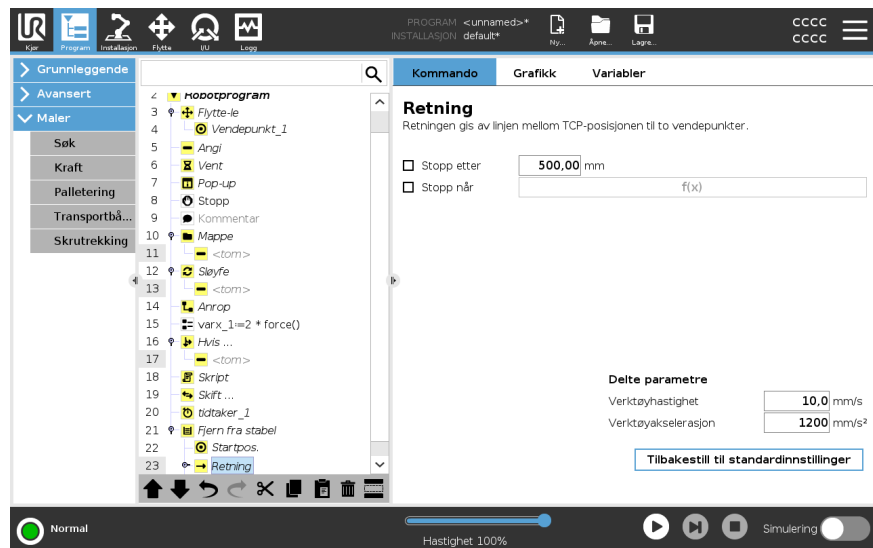 UR
Kjør
Program
Installasjon
Flytte
I/U
Logg
PROGRAM <unnamed>*
INSTALLASJON default*
Ny...
Åpne...
Lagre...
CCCC
CCCC
Grunnleggende
Avansert
Maler
Søk
Kraft
Palletering
Transportbå...
Skrutrekking
2 Robotprogram
3 Flytte-le
4 Vendepunkt_1
5 Angi
6 Vent
7 Pop-up
8 Stopp
9 Kommentar
10 Mappe
11 <tom>
12 Sløyfe
13 <tom>
14 Anrop
15 varx_1:=2 * force()
16 Hvis ...
17 <tom>
18 Skript
19 Skift ...
20 tidtaker_1
21 Fjern fra stabel
22 Startpos.
23 Retning
Kommando
Grafikk
Variabler
Retning
Retningen gis av linjen mellom TCP-posisjonen til to vendepunkter.
Stopp etter 500,00 mm
Stopp når f(x)
Delte parametre
Verktøyhastighet 10,0 mm/s
Verktøyakselerasjon 1200 mm/s²
Tilbakestill til standardinnstillinger
Normal
Hastighet 100%
Simulering